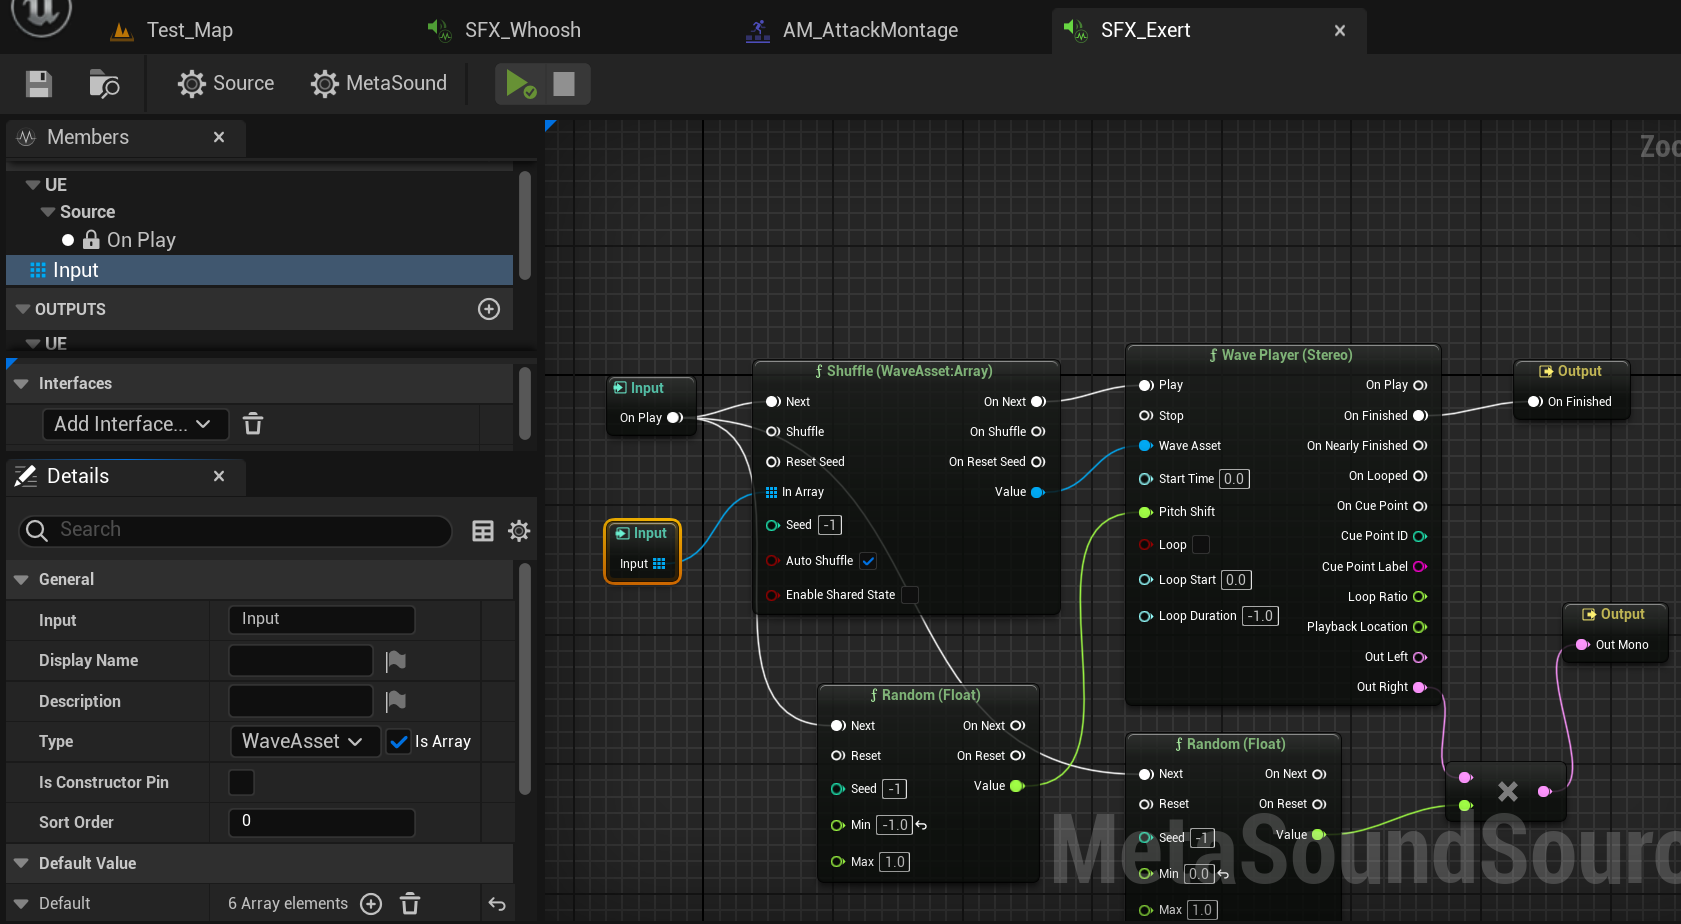 Test_Map
SFX_Whoosh
AM_AttackMontage
SFX_Exert
Source
MetaSound
Members
UE
Source
On Play
Input
OUTPUTS
UE
Interfaces
Add Interface...
Details
Search
General
Input
Input
Display Name
Description
Type
WaveAsset
Is Array
Is Constructor Pin
Sort Order
0
Default Value
Default
6 Array elements
Input
On Play
Input
Input
Shuffle (WaveAsset:Array)
Next
On Next
Shuffle
On Shuffle
Reset Seed
On Reset Seed
In Array
Value
Seed -1
Auto Shuffle
Enable Shared State
Wave Player (Stereo)
Play
On Play
Stop
On Finished
Wave Asset
On Nearly Finished
Start Time 0.0
On Looped
Pitch Shift
On Cue Point
Loop
Cue Point ID
Loop Start 0.0
Cue Point Label
Loop Duration -1.0
Loop Ratio
Playback Location
Out Left
Out Right
Output
On Finished
Output
Out Mono
Random (Float)
Next
On Next
Reset
On Reset
Seed -1
Value
Min -1.0
Max 1.0
Random (Float)
Next
On Next
Reset
On Reset
Seed -1
Value
Min 0.0
Max 1.0